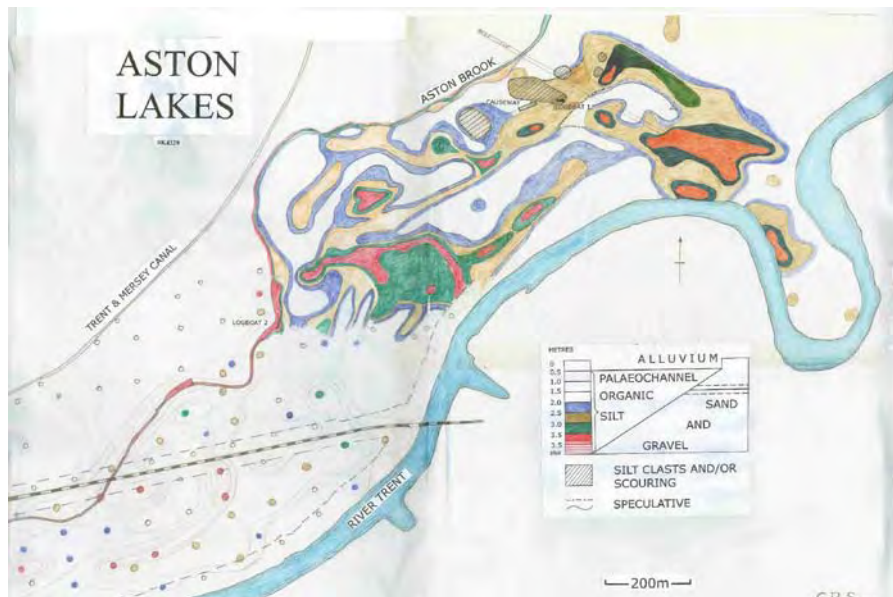 ASTON
LAKES
ASTON BROOK
CAUSEWAY
LOGBOAT 1
TRENT & MERSEY CANAL
LOGBOAT 2
RIVER TRENT
METRES
0
0.5
1.0
1.5
2.0
2.5
3.0
3.5
ALLUVIUM
PALAEOCHANNEL
ORGANIC
SILT
SAND
AND
GRAVEL
SILT CLASTS AND/OR
SCOURING
SPECULATIVE
200m